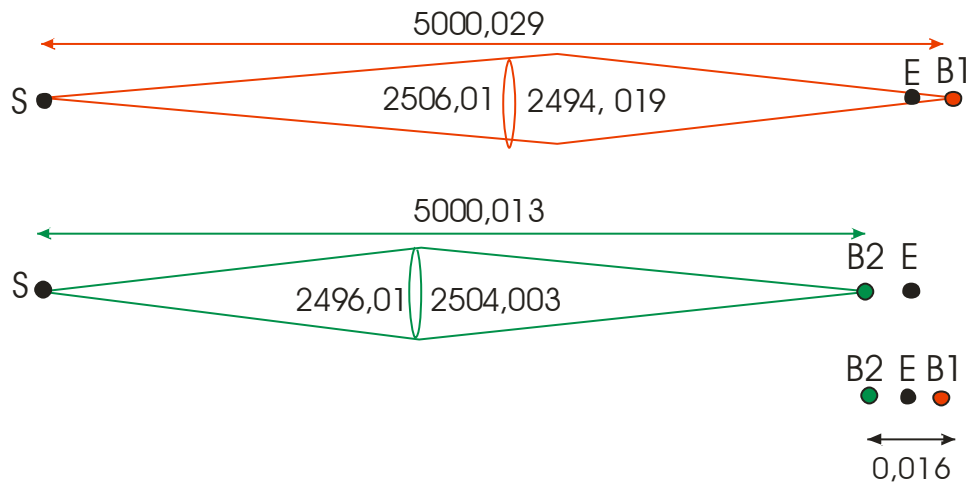 5000,029
S
2506,01
2494, 019
E
B1
5000,013
S
2496,01
2504,003
B2
E
B2
E
B1
0,016